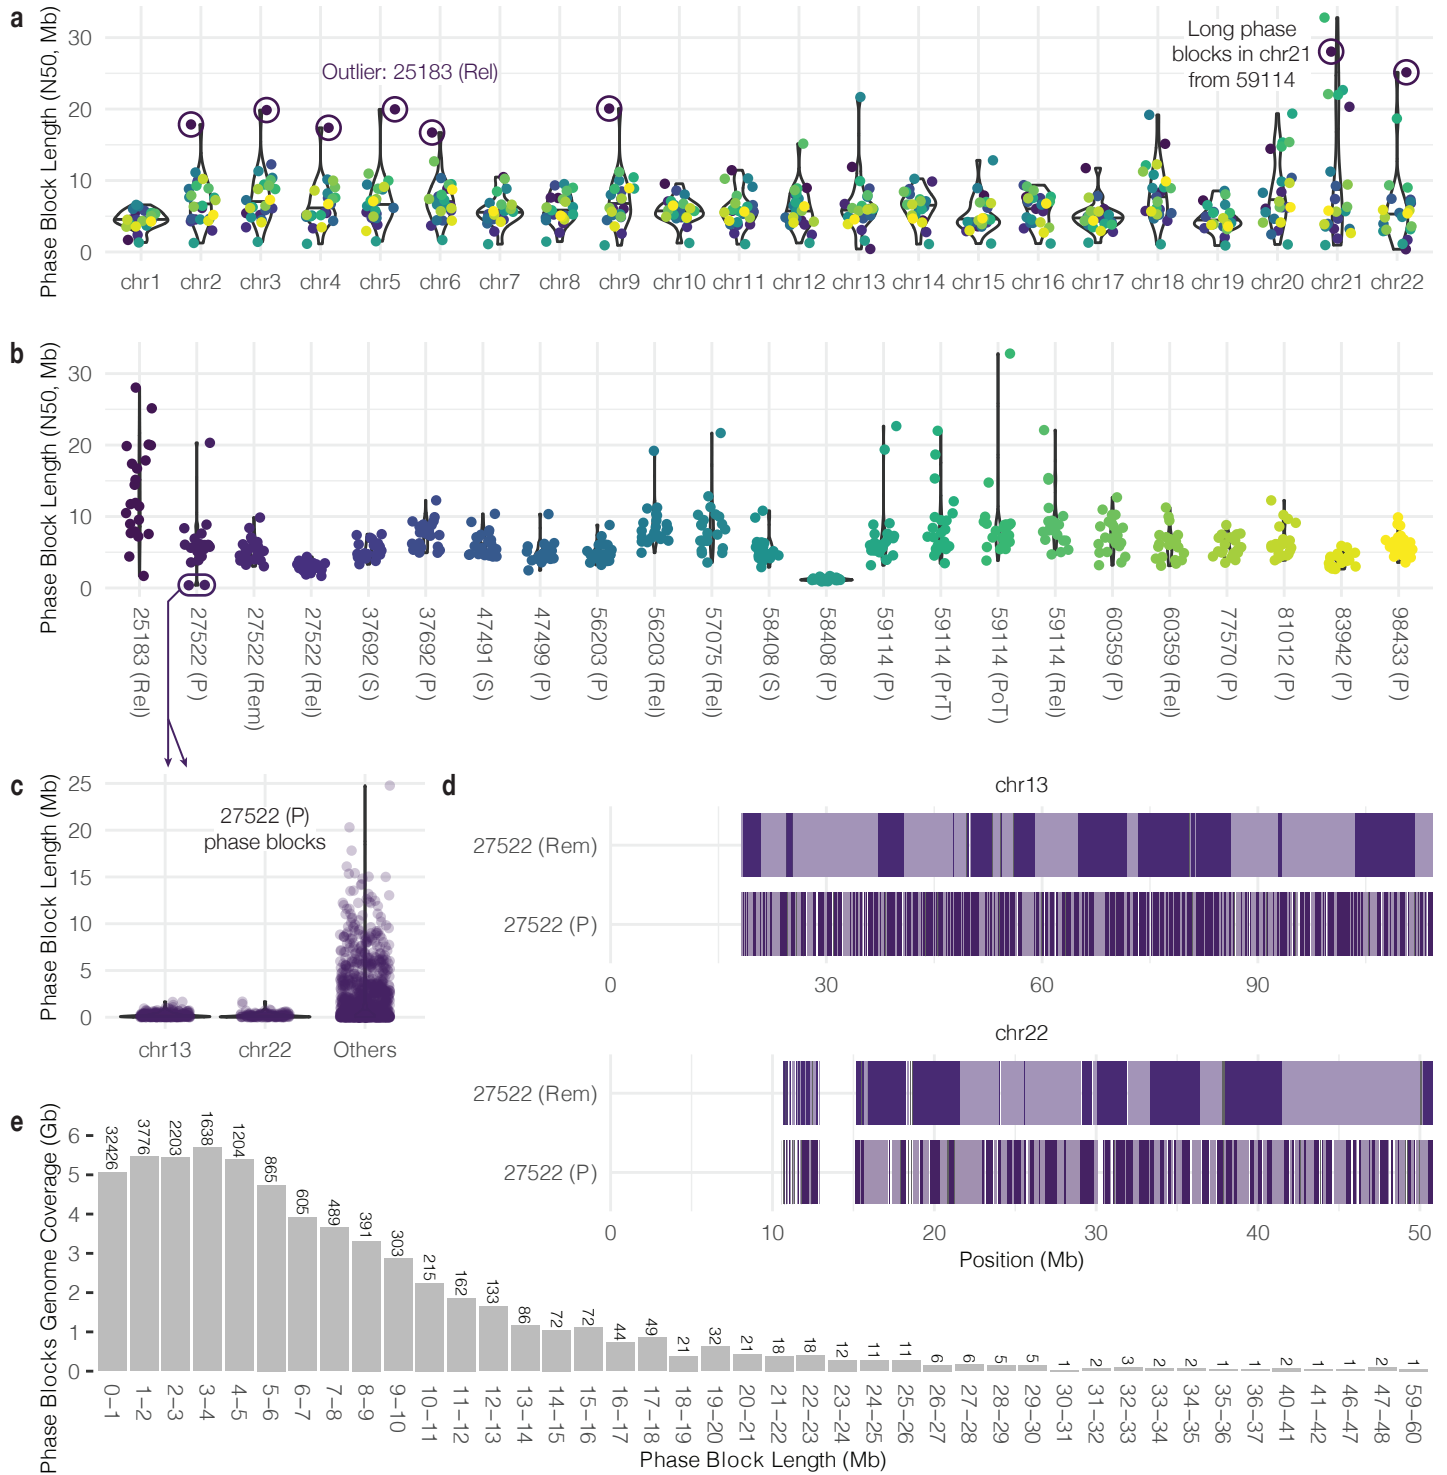 a
Phase Block Length (N50, Mb)
30
20
10
0
Outlier: 25183 (Rel)
Long phase
blocks in chr21
from 59114
chr1 chr2 chr3 chr4 chr5 chr6 chr7 chr8 chr9 chr10 chr11 chr12 chr13 chr14 chr15 chr16 chr17 chr18 chr19 chr20 chr21 chr22
b
Phase Block Length (N50, Mb)
30
20
10
0
25183 (Rel)
27522 (P)
27522 (Rem)
27522 (Rel)
37692 (S)
37692 (P)
47491 (S)
47499 (P)
56203 (P)
56203 (Rel)
57075 (Rel)
58408 (S)
58408 (P)
59114 (P)
59114 (PrT)
59114 (PoT)
59114 (Rel)
60359 (P)
60359 (Rel)
77570 (P)
81012 (P)
83942 (P)
98433 (P)
c
Phase Block Length (Mb)
25
20
15
10
5
0
27522 (P)
phase blocks
chr13 chr22 Others
d
chr13
27522 (Rem)
27522 (P)
0 30 60 90
chr22
27522 (Rem)
27522 (P)
0 10 20 30 40 50
Position (Mb)
e
Phase Blocks Genome Coverage (Gb)
6
5
4
3
2
1
0
32426 3776 2203 1638 1204 865 605 489 391 303 215 162 133 86 72 72 44 49 21 32 21 18 18 12 11 11 6 6 5 5 1 2 3 2 2 1 1 2 1 1 2 1
0–1 1–2 2–3 3–4 4–5 5–6 6–7 7–8 8–9 9–10 10–11 11–12 12–13 13–14 14–15 15–16 16–17 17–18 18–19 19–20 20–21 21–22 22–23 23–24 24–25 25–26 26–27 27–28 28–29 29–30 30–31 31–32 32–33 33–34 34–35 35–36 36–37 40–41 41–42 46–47 47–48 59–60
Phase Block Length (Mb)